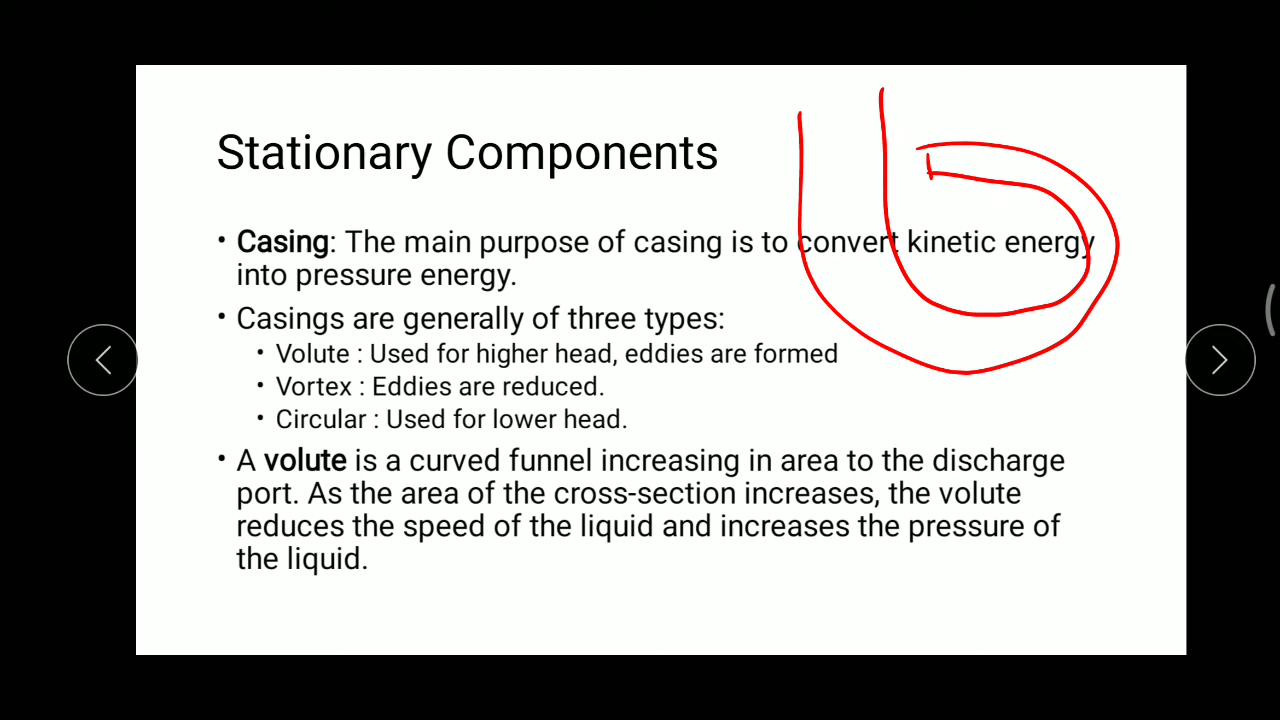 Stationary Components
• Casing: The main purpose of casing is to convert kinetic energy
into pressure energy.
• Casings are generally of three types:
• Volute : Used for higher head, eddies are formed
• Vortex : Eddies are reduced.
• Circular : Used for lower head.
• A volute is a curved funnel increasing in area to the discharge
port. As the area of the cross-section increases, the volute
reduces the speed of the liquid and increases the pressure of
the liquid.